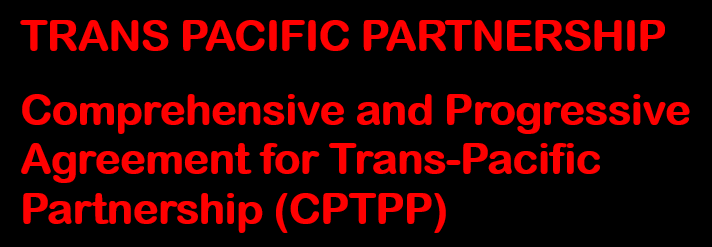 TRANS PACIFIC PARTNERSHIP
Comprehensive and Progressive
Agreement for Trans-Pacific
Partnership (CPTPP)